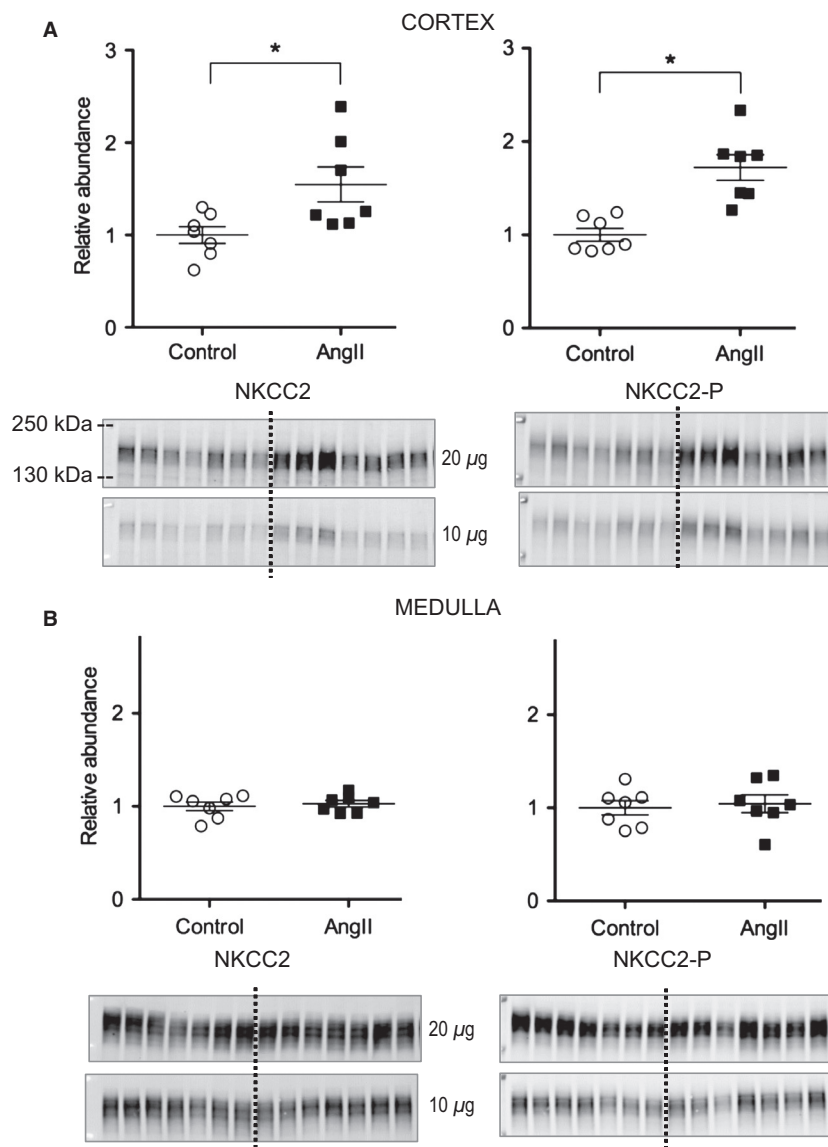 A
CORTEX
3
2
1
0
Relative abundance
*
Control AngII
3
2
1
0
*
Control AngII
NKCC2
NKCC2-P
250 kDa
130 kDa
20 µg
10 µg
B
MEDULLA
2
1
0
Relative abundance
Control AngII
2
1
0
Control AngII
NKCC2
NKCC2-P
20 µg
10 µg